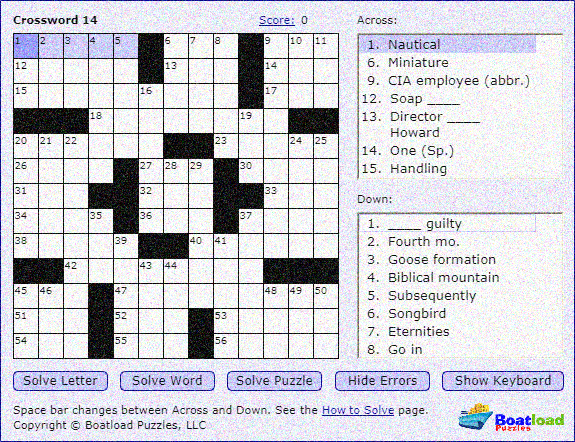 Crossword 14
Score: 0
1 2 3 4 5 6 7 8 9 10 11
12 13 14
15 16 17
18 19
20 21 22 23 24 25
26 27 28 29 30
31 32 33
34 35 36 37
38 39 40 41
42 43 44
45 46 47 48 49 50
51 52 53
54 55 56
Across:
1. Nautical
6. Miniature
9. CIA employee (abbr.)
12. Soap ____
13. Director ____
Howard
14. One (Sp.)
15. Handling
Down:
1. ____ guilty
2. Fourth mo.
3. Goose formation
4. Biblical mountain
5. Subsequently
6. Songbird
7. Eternities
8. Go in
Solve Letter
Solve Word
Solve Puzzle
Hide Errors
Show Keyboard
Space bar changes between Across and Down. See the How to Solve page.
Copyright © Boatload Puzzles, LLC
Boatload
Puzzles